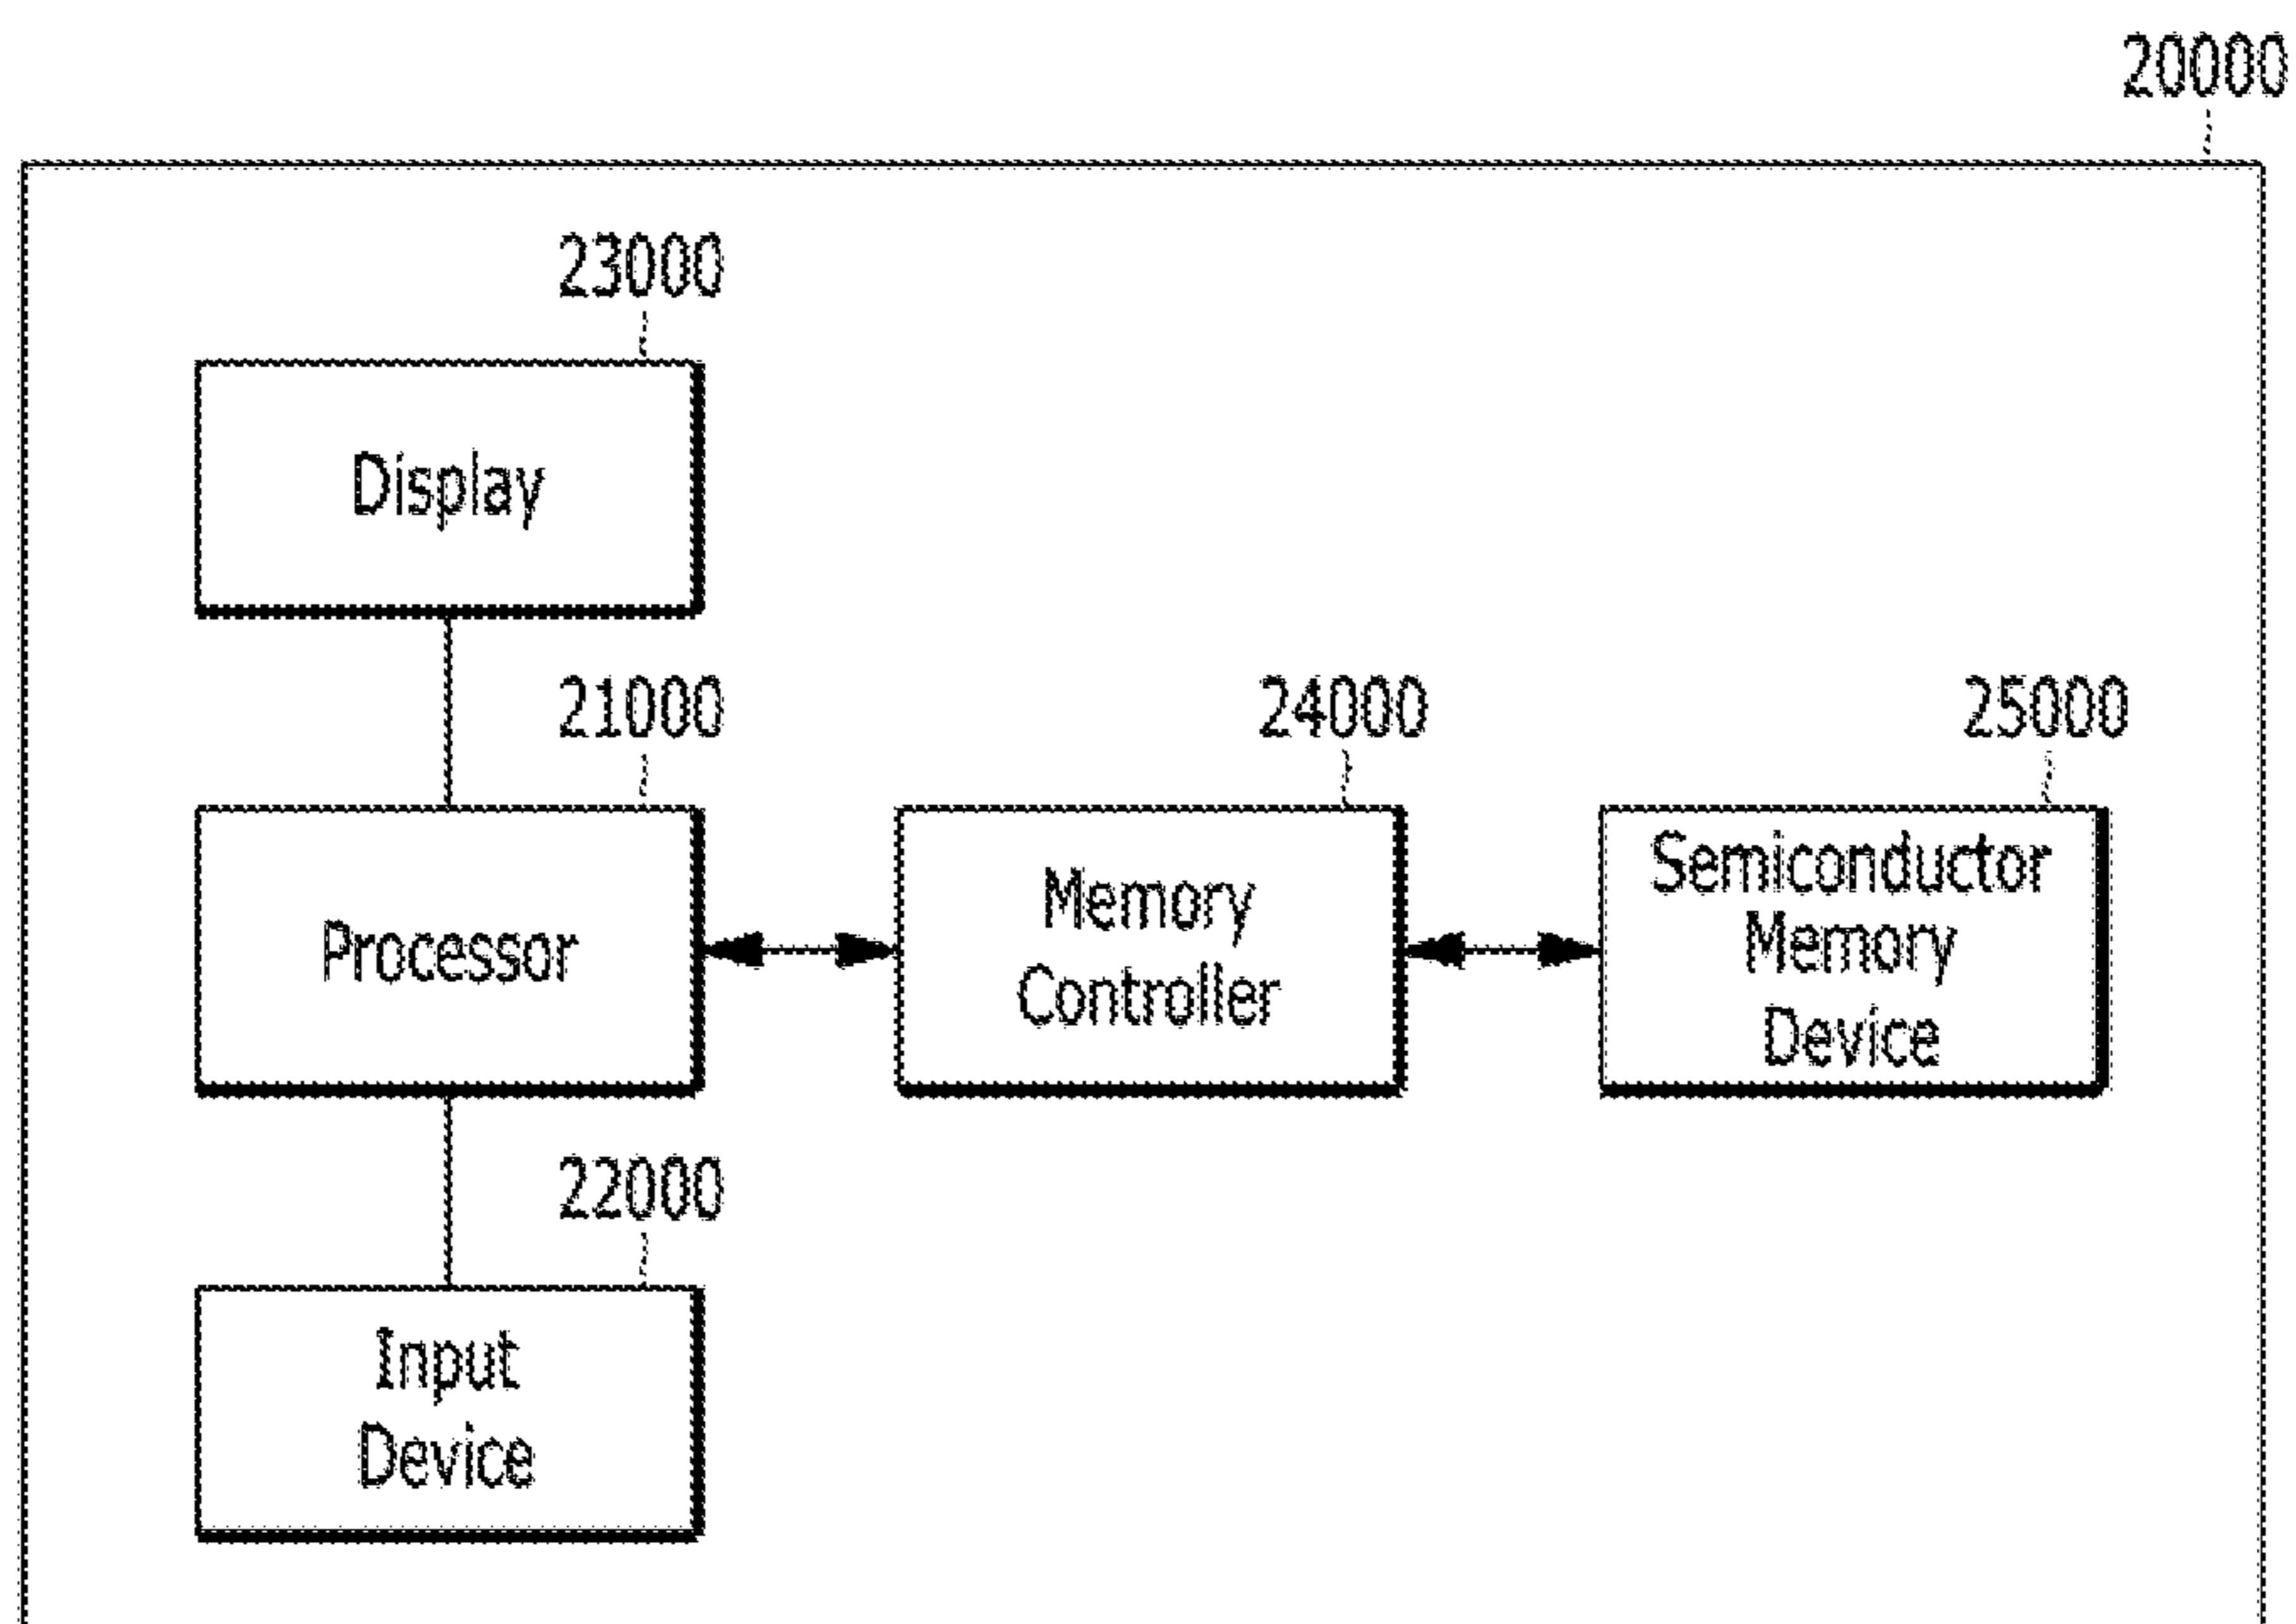 20000
23000
Display
21000
24000
25000
Processor
Memory
Controller
Semiconductor
Memory
Device
22000
Input
Device